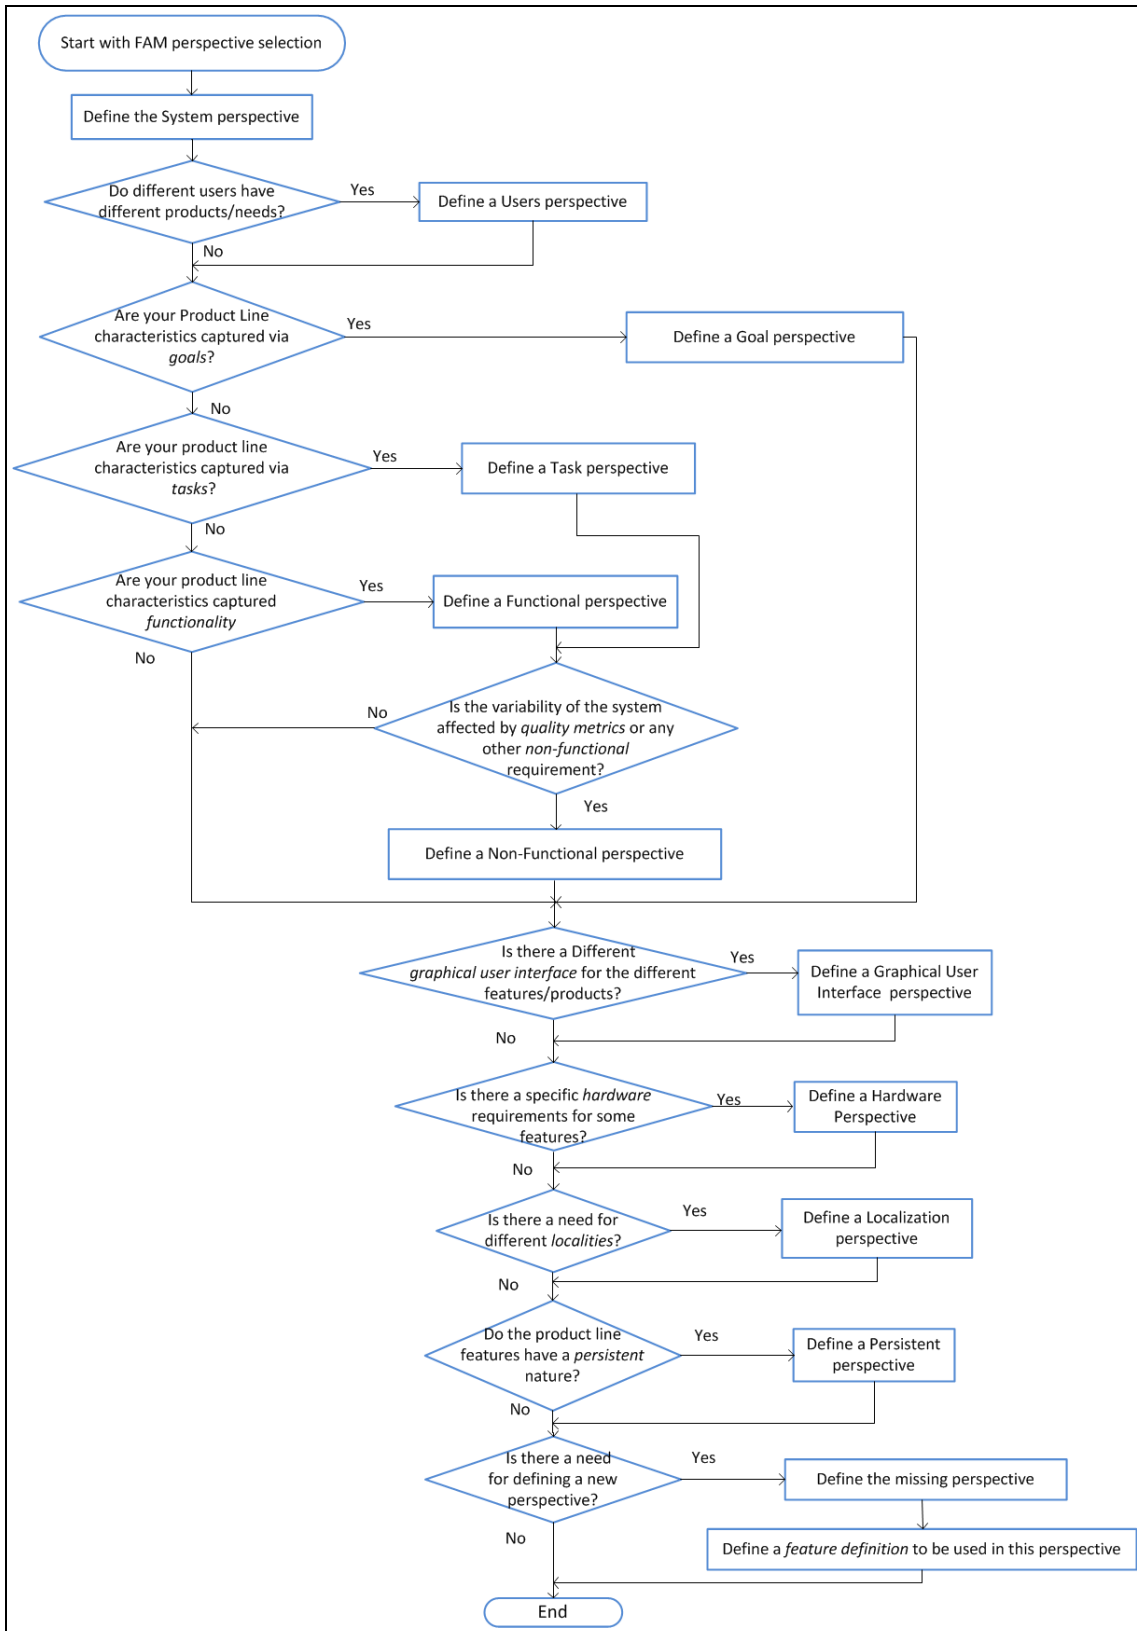 Start with FAM perspective selection
Define the System perspective
Do different users have
different products/needs?
Yes
Define a Users perspective
No
Are your Product Line
characteristics captured via
goals?
Yes
Define a Goal perspective
No
Are your product line
characteristics captured via
tasks?
Yes
Define a Task perspective
No
Are your product line
characteristics captured
functionality
Yes
Define a Functional perspective
No
Is the variability of the system
affected by quality metrics or any
other non-functional
requirement?
No
Yes
Define a Non-Functional perspective
Is there a Different
graphical user interface for the different
features/products?
Yes
Define a Graphical User
Interface perspective
No
Is there a specific hardware
requirements for some
features?
Yes
Define a Hardware
Perspective
No
Is there a need for
different localities?
Yes
Define a Localization
perspective
No
Do the product line
features have a persistent
nature?
Yes
Define a Persistent
perspective
No
Is there a need
for defining a new
perspective?
Yes
Define the missing perspective
No
Define a feature definition to be used in this perspective
End